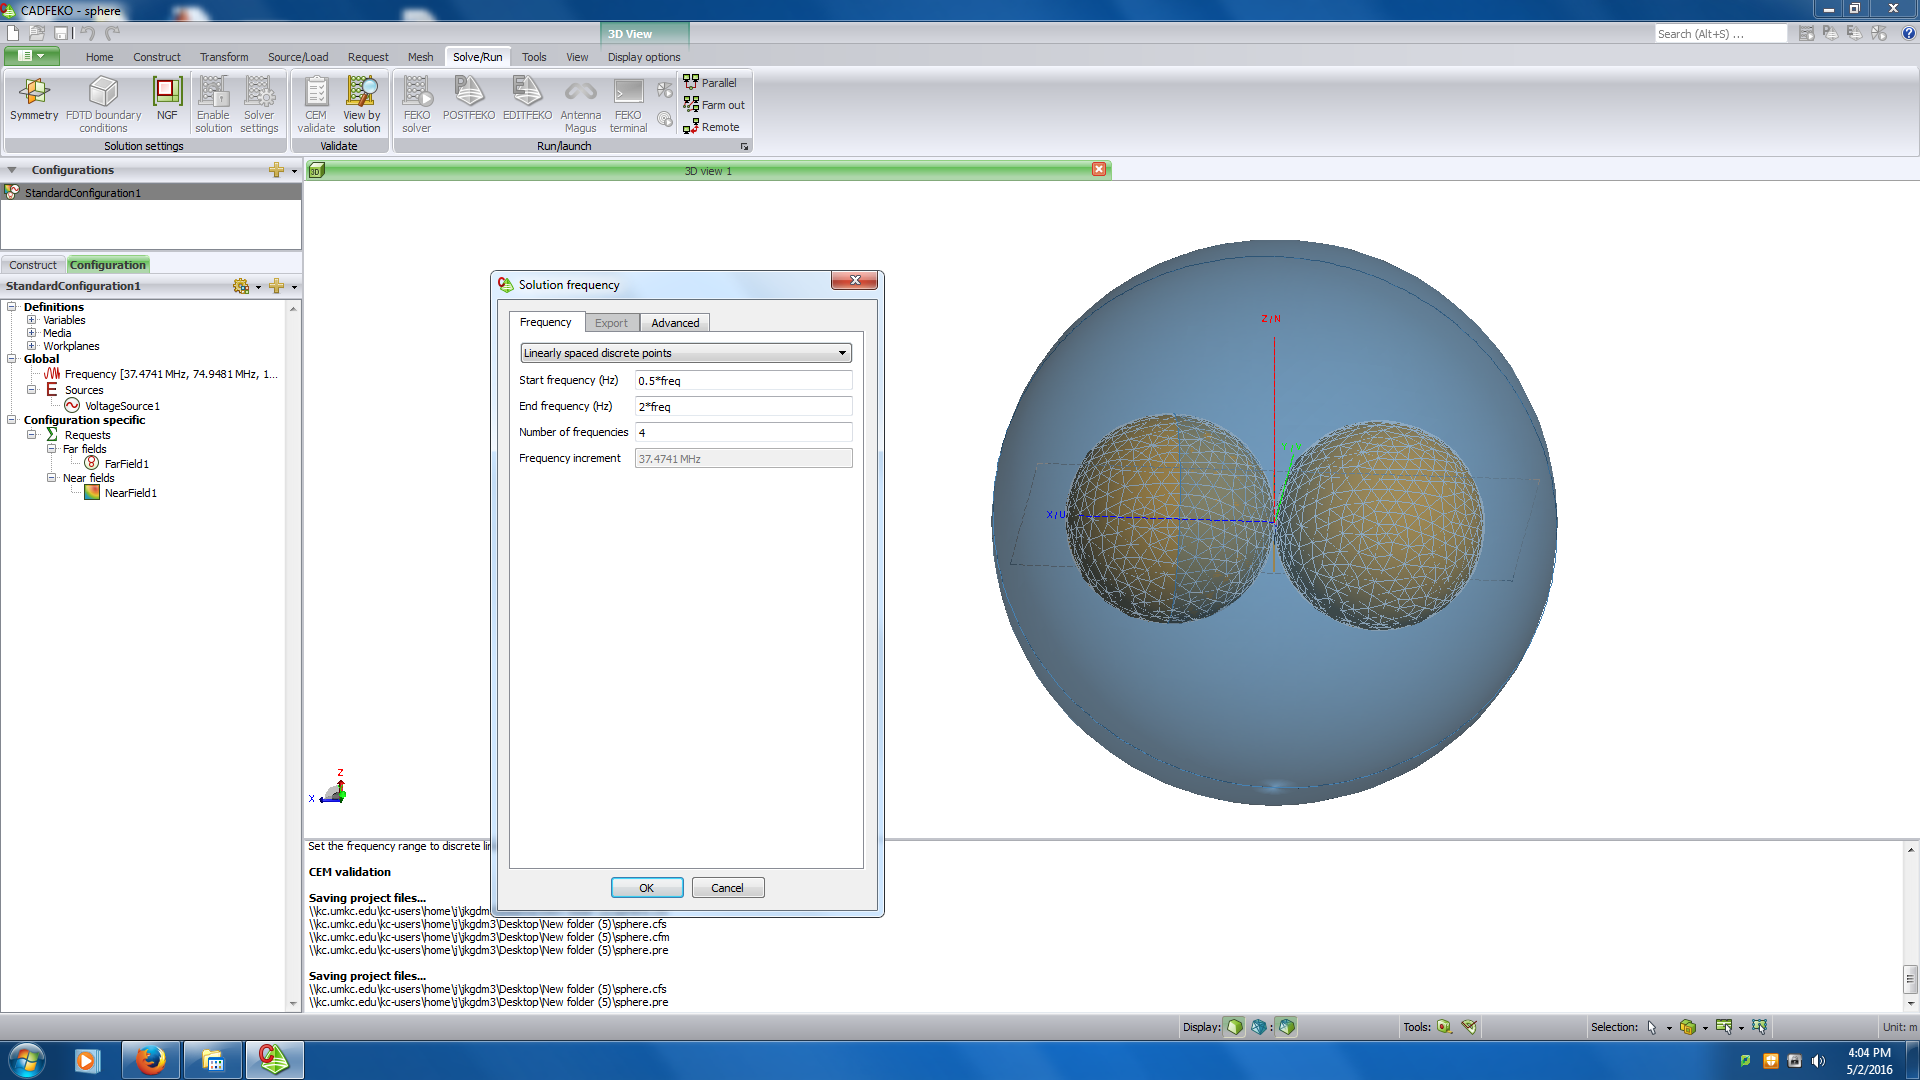 CADFEKO - sphere
3D View
Search (Alt+S) ...
Home Construct Transform Source/Load Request Mesh Solve/Run Tools View Display options
Symmetry
FDTD boundary conditions
NGF
Enable solution
Solver settings
CEM validate
View by solution
FEKO solver
POSTFEKO
EDITFEKO
Antenna Magus
FEKO terminal
Parallel
Farm out
Remote
Solution settings
Validate
Run/launch
Configurations
StandardConfiguration1
3D view 1
Construct Configuration
StandardConfiguration1
Definitions
Variables
Media
Workplanes
Global
Frequency [37.4741 MHz, 74.9481 MHz, 1...
Sources
VoltageSource1
Configuration specific
Requests
Far fields
FarField1
Near fields
NearField1
Solution frequency
Frequency Export Advanced
Linearly spaced discrete points
Start frequency (Hz) 0.5*freq
End frequency (Hz) 2*freq
Number of frequencies 4
Frequency increment 37.4741 MHz
OK Cancel
Z/N
X/U
Z
X
Set the frequency range to discrete
CEM validation
Saving project files...
\\kc.umkc.edu\kc-users\home\j\jkgdm3
\\kc.umkc.edu\kc-users\home\j\jkgdm3\Desktop\New folder (5)\sphere.cfs
\\kc.umkc.edu\kc-users\home\j\jkgdm3\Desktop\New folder (5)\sphere.cfm
\\kc.umkc.edu\kc-users\home\j\jkgdm3\Desktop\New folder (5)\sphere.pre
Saving project files...
\\kc.umkc.edu\kc-users\home\j\jkgdm3\Desktop\New folder (5)\sphere.cfs
\\kc.umkc.edu\kc-users\home\j\jkgdm3\Desktop\New folder (5)\sphere.pre
Display: Tools: Selection: Unit: m
4:04 PM
5/2/2016